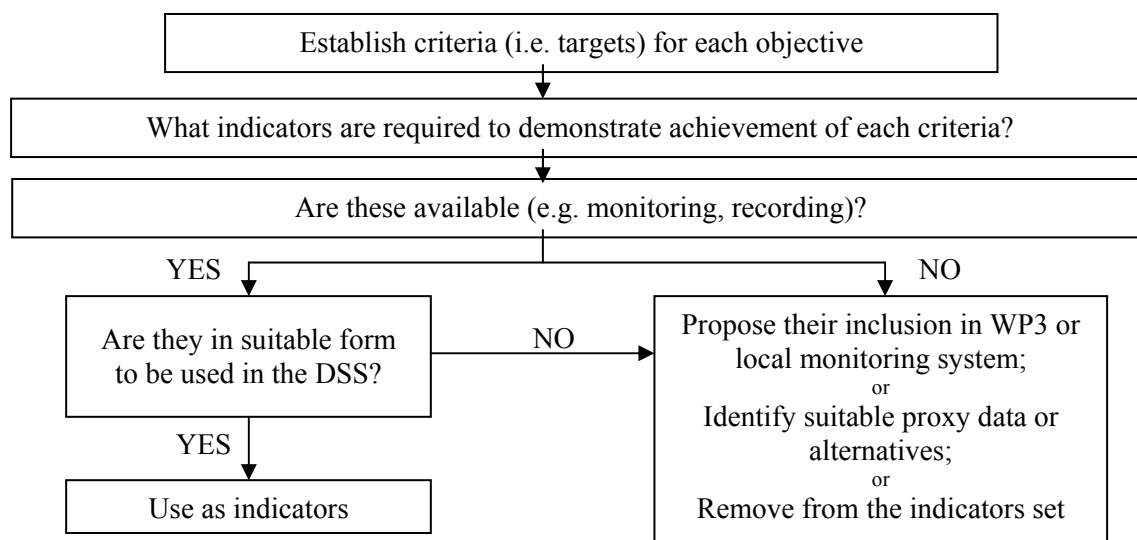 Establish criteria (i.e. targets) for each objective
What indicators are required to demonstrate achievement of each criteria?
Are these available (e.g. monitoring, recording)?
YES
NO
Are they in suitable form
to be used in the DSS?
NO
Propose their inclusion in WP3 or
local monitoring system;
or
Identify suitable proxy data or
alternatives;
or
Remove from the indicators set
YES
Use as indicators